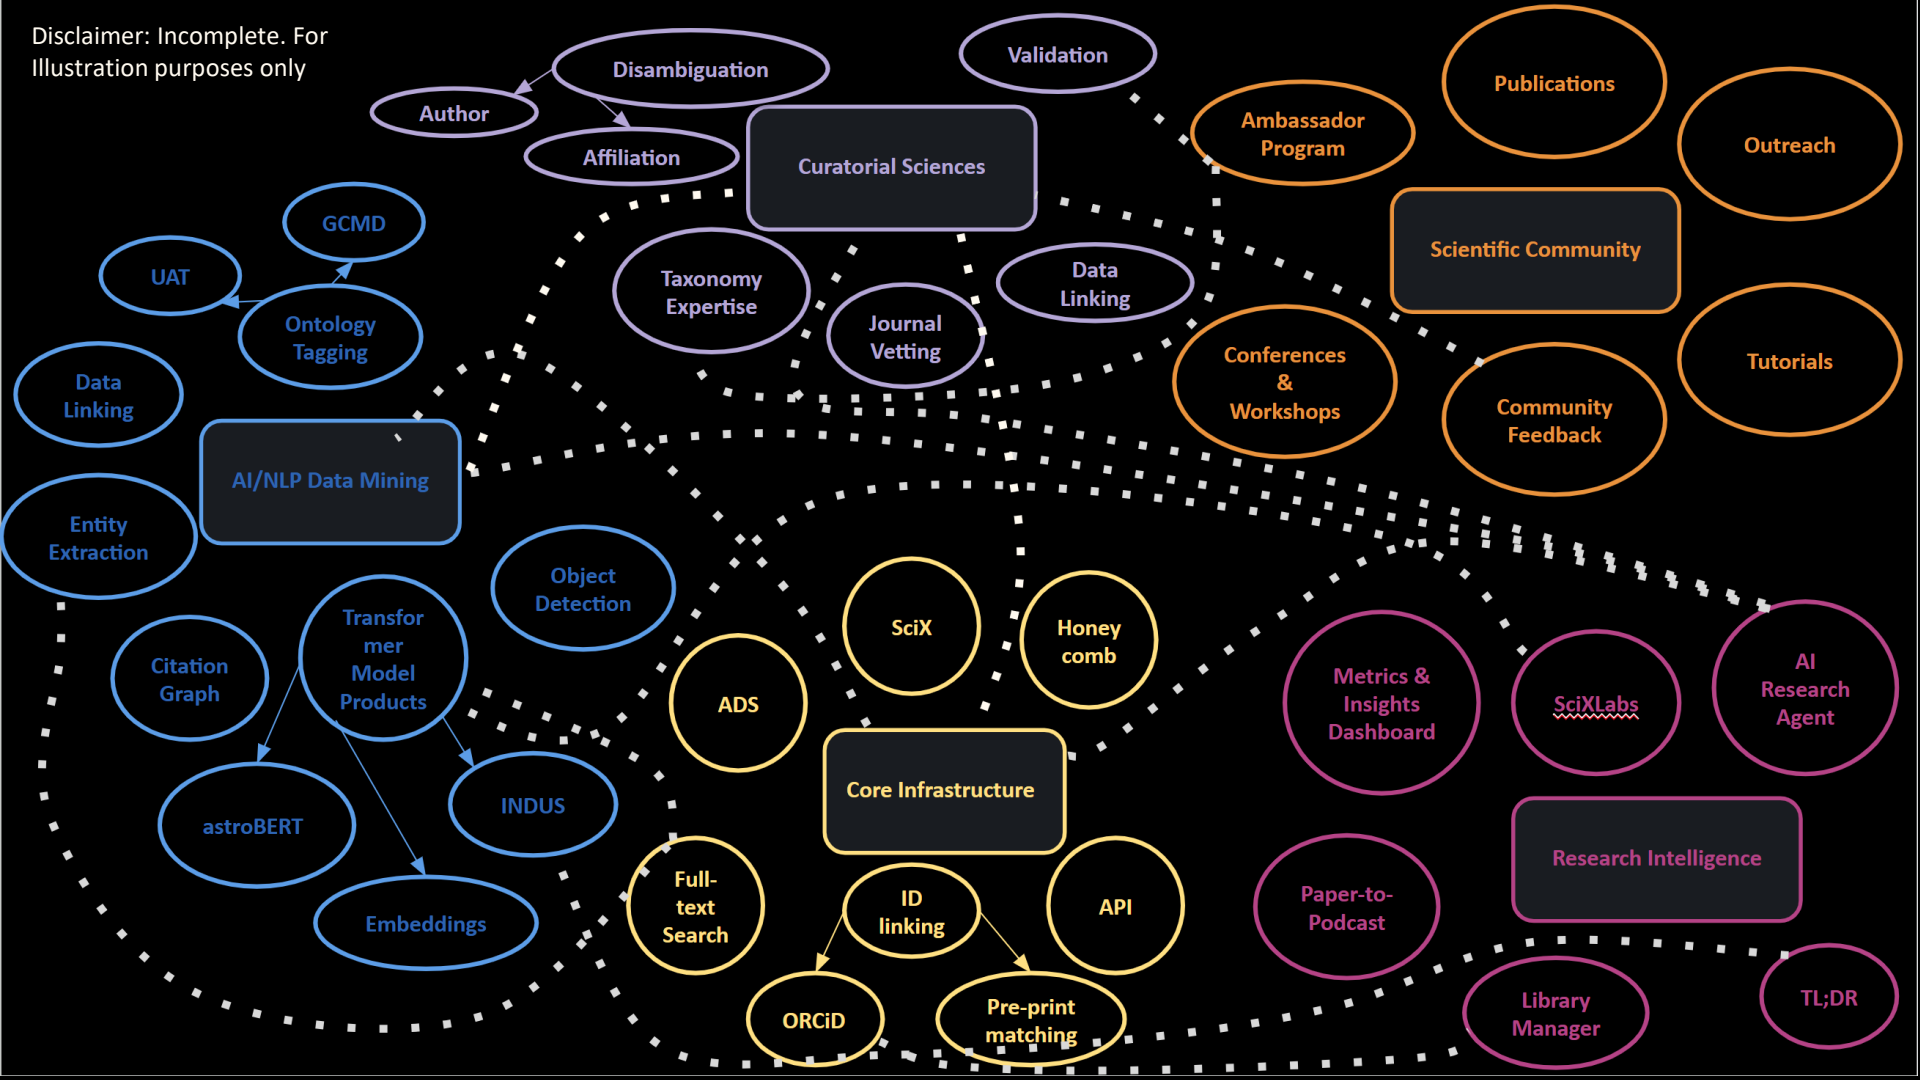 Disclaimer: Incomplete. For
Illustration purposes only
Disambiguation
Author
Affiliation
Validation
Curatorial Sciences
Taxonomy
Expertise
Journal
Vetting
Data
Linking
Ambassador
Program
Publications
Outreach
Scientific Community
Conferences
&
Workshops
Community
Feedback
Tutorials
GCMD
UAT
Ontology
Tagging
Data
Linking
AI/NLP Data Mining
Entity
Extraction
Object
Detection
Citation
Graph
Transfor
mer
Model
Products
astroBERT
INDUS
Embeddings
SciX
Honey
comb
ADS
Core Infrastructure
Full-
text
Search
ID
linking
API
ORCiD
Pre-print
matching
Metrics &
Insights
Dashboard
SciXLabs
AI
Research
Agent
Research Intelligence
Paper-to-
Podcast
Library
Manager
TL;DR